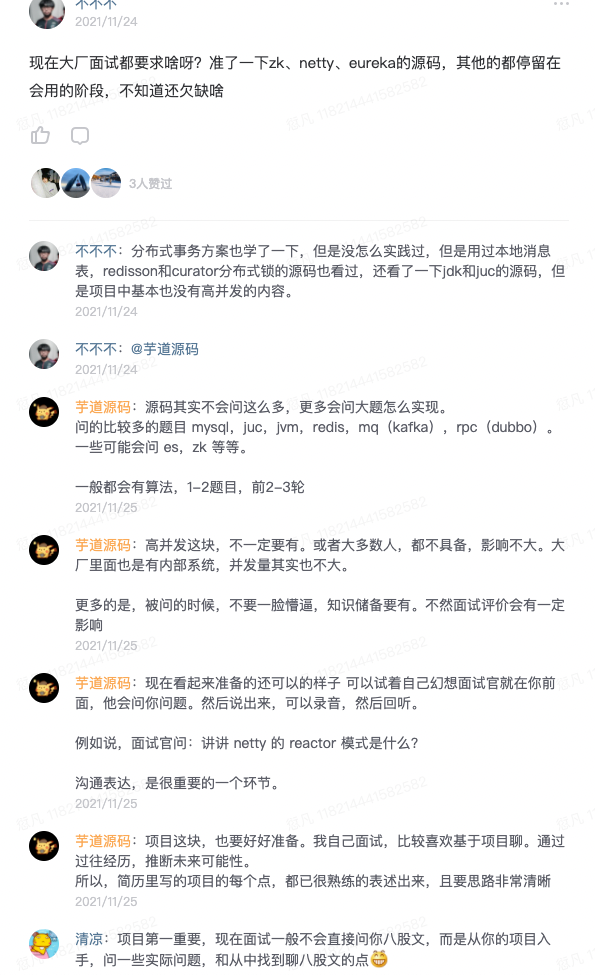 不不不
2021/11/24
现在大厂面试都要求啥呀？准了一下zk、netty、eureka的源码，其他的都停留在
会用的阶段，不知道还欠缺啥
3人赞过
不不不：分布式事务方案也学了一下，但是没怎么实践过，但是用过本地消息
表，redisson和curator分布式锁的源码也看过，还看了一下jdk和juc的源码，但
是项目中基本也没有高并发的内容。
2021/11/24
不不不：@芋道源码
2021/11/24
芋道源码：源码其实不会问这么多，更多会问大题怎么实现。
问的比较多的题目 mysql，juc，jvm，redis，mq（kafka），rpc（dubbo）。
一些可能会问 es，zk 等等。
一般都会有算法，1-2题目，前2-3轮
2021/11/25
芋道源码：高并发这块，不一定要有。或者大多数人，都不具备，影响不大。大
厂里面也是有内部系统，并发量其实也不大。
更多的是，被问的时候，不要一脸懵逼，知识储备要有。不然面试评价会有一定
影响
2021/11/25
芋道源码：现在看起来准备的还可以的样子 可以试着自己幻想面试官就在你前
面，他会问你问题。然后说出来，可以录音，然后回听。
例如说，面试官问：讲讲 netty 的 reactor 模式是什么？
沟通表达，是很重要的一个环节。
2021/11/25
芋道源码：项目这块，也要好好准备。我自己面试，比较喜欢基于项目聊。通过
过往经历，推断未来可能性。
所以，简历里写的项目的每个点，都已很熟练的表述出来，且要思路非常清晰
2021/11/25
清凉：项目第一重要，现在面试一般不会直接问你八股文，而是从你的项目入
手，问一些实际问题，和从中找到聊八股文的点😁